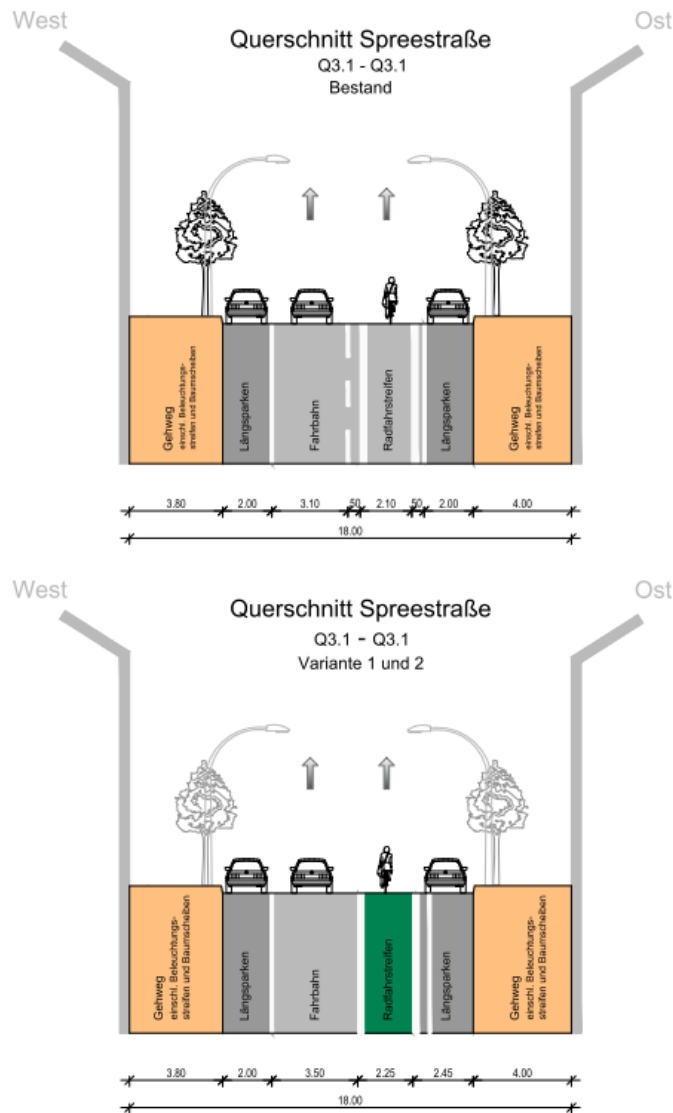 West
Ost
Querschnitt Spreestraße
Q3.1 - Q3.1
Bestand
Gehweg
einschl. Beleuchtungs-
streifen und Baumscheiben
Längsparken
Fahrbahn
Radfahrstreifen
Längsparken
Gehweg
einschl. Beleuchtungs-
streifen und Baumscheiben
3.80 2.00 3.10 .50 2.10 .50 2.00 4.00
18.00
West
Ost
Querschnitt Spreestraße
Q3.1 - Q3.1
Variante 1 und 2
Gehweg
einschl. Beleuchtungs-
streifen und Baumscheiben
Längsparken
Fahrbahn
Radfahrstreifen
Längsparken
Gehweg
einschl. Beleuchtungs-
streifen und Baumscheiben
3.80 2.00 3.50 2.25 2.45 4.00
18.00